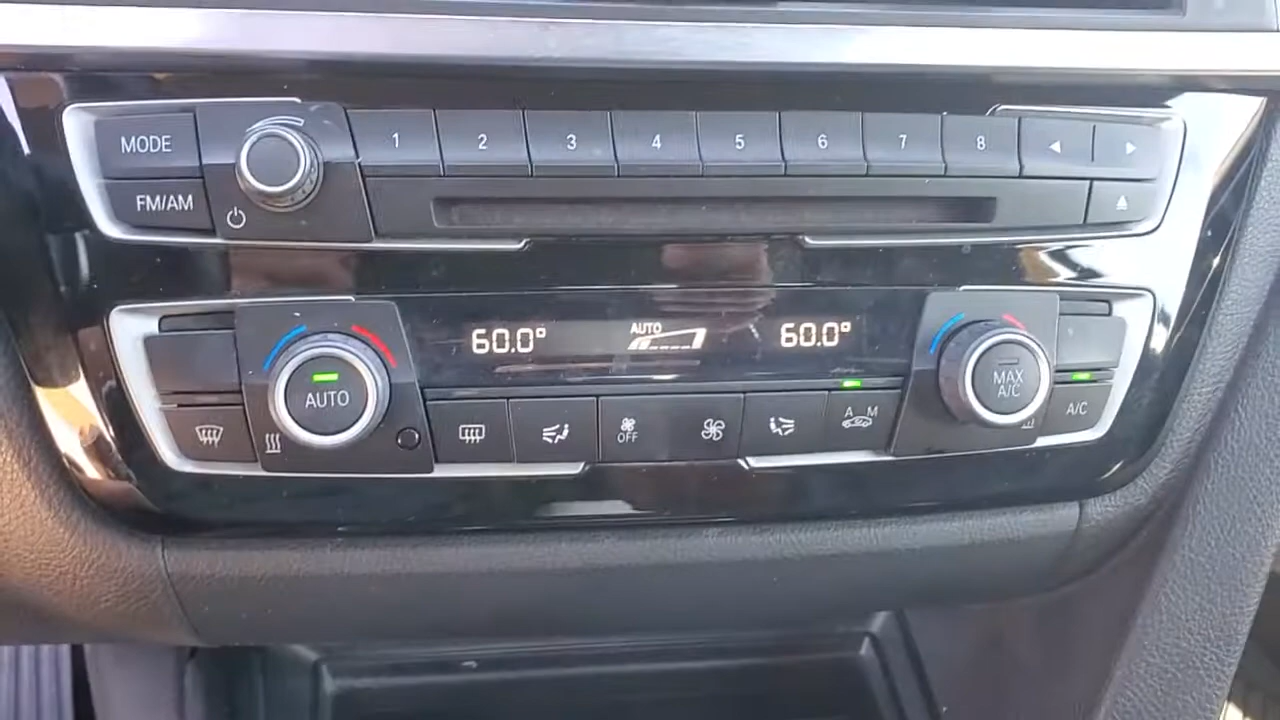 MODE
1 2 3 4 5 6 7 8
FM/AM
60.0° AUTO 60.0°
AUTO
MAX
A/C
A/C
A M
OFF